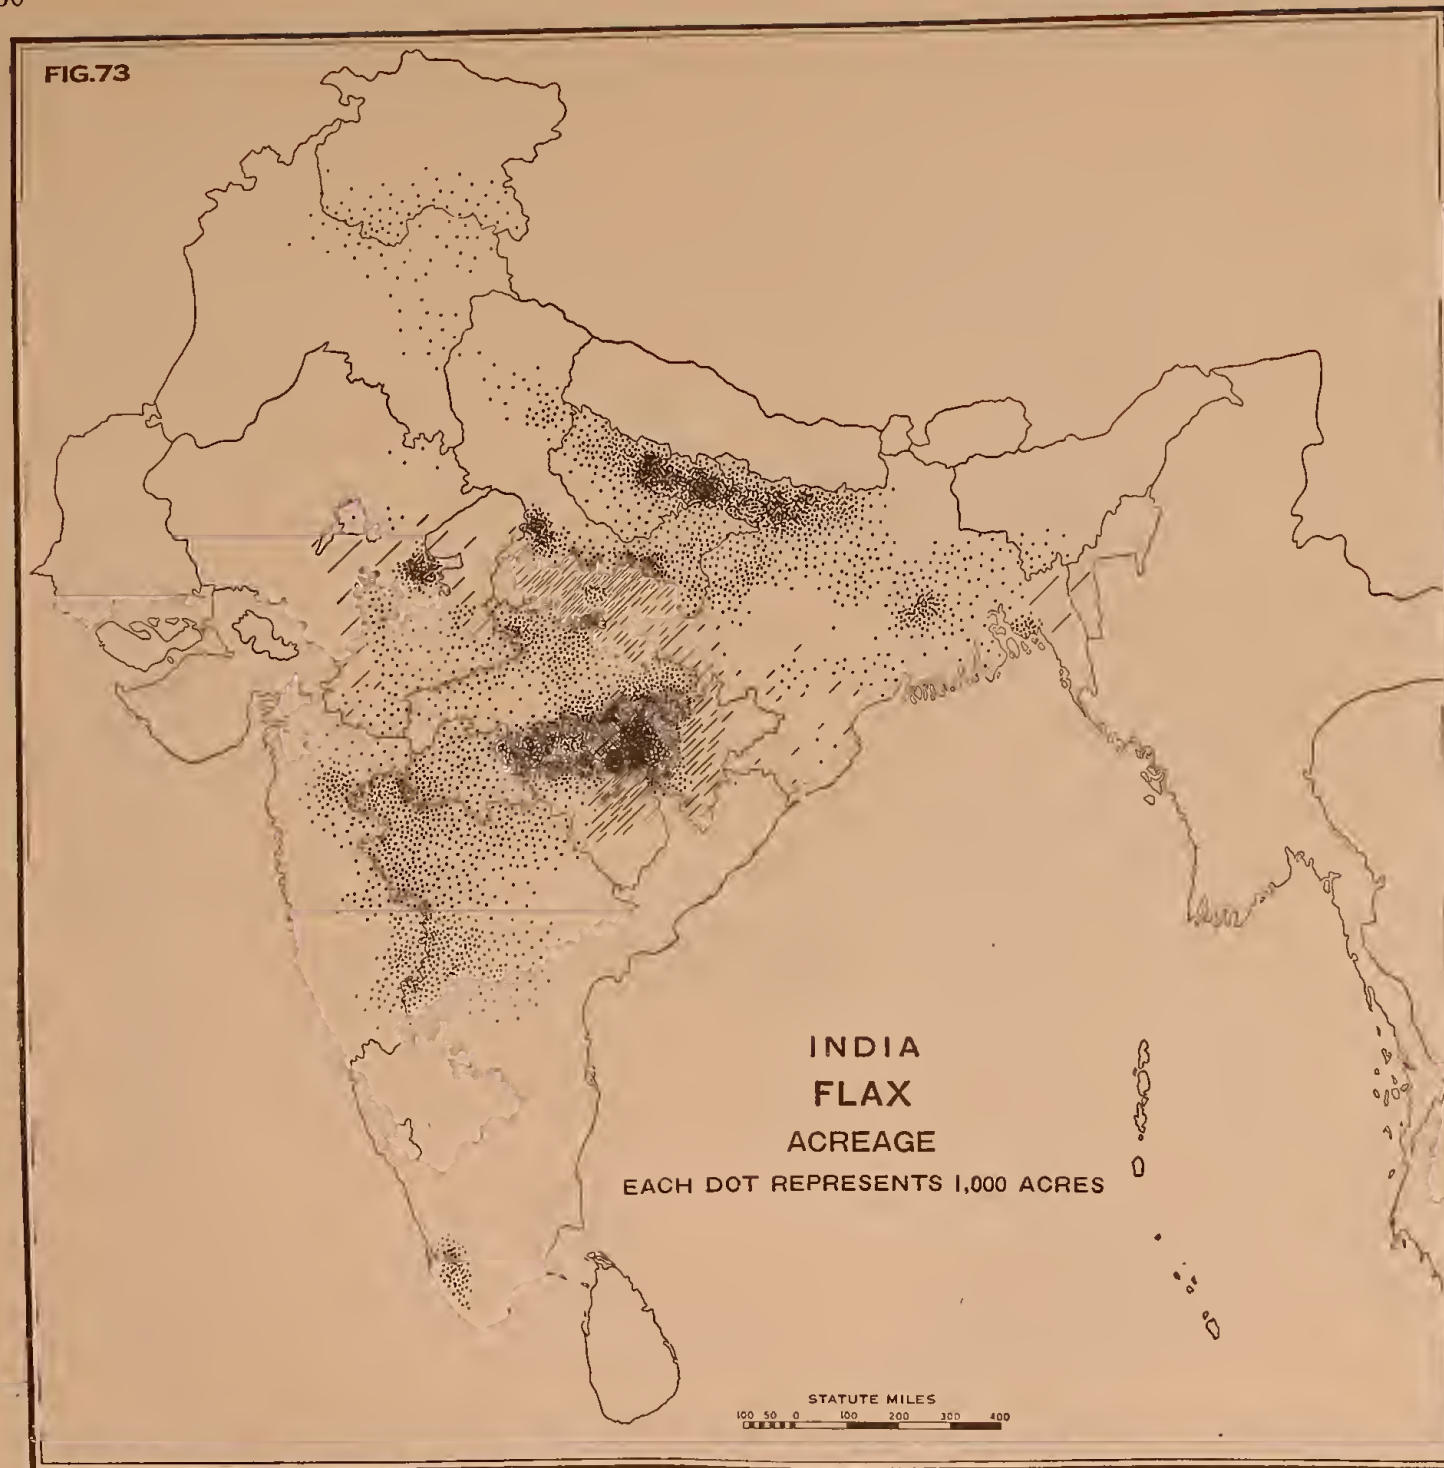 FIG.73
INDIA
FLAX
ACREAGE
EACH DOT REPRESENTS 1,000 ACRES
STATUTE MILES
100 50 0 100 200 300 400